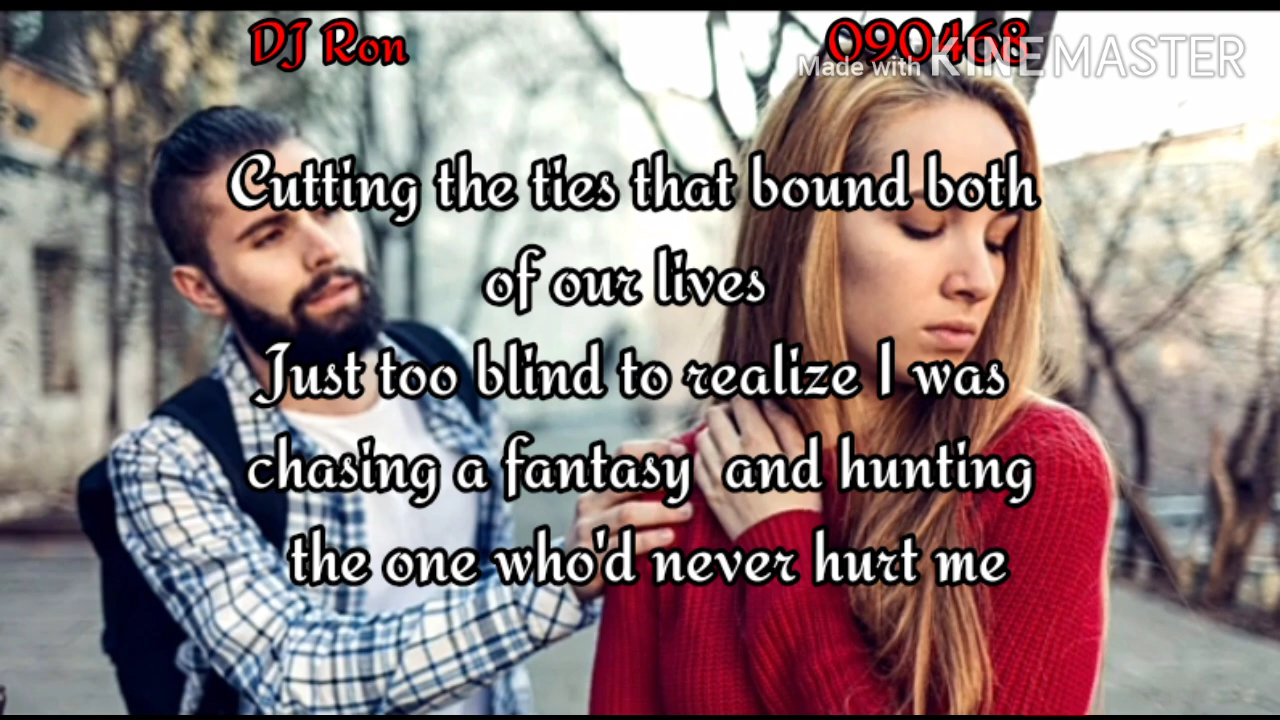 DJ Ron
090468
Made with KINEMASTER
Cutting the ties that bound both
of our lives
Just too blind to realize I was
chasing a fantasy and hunting
the one who'd never hurt me